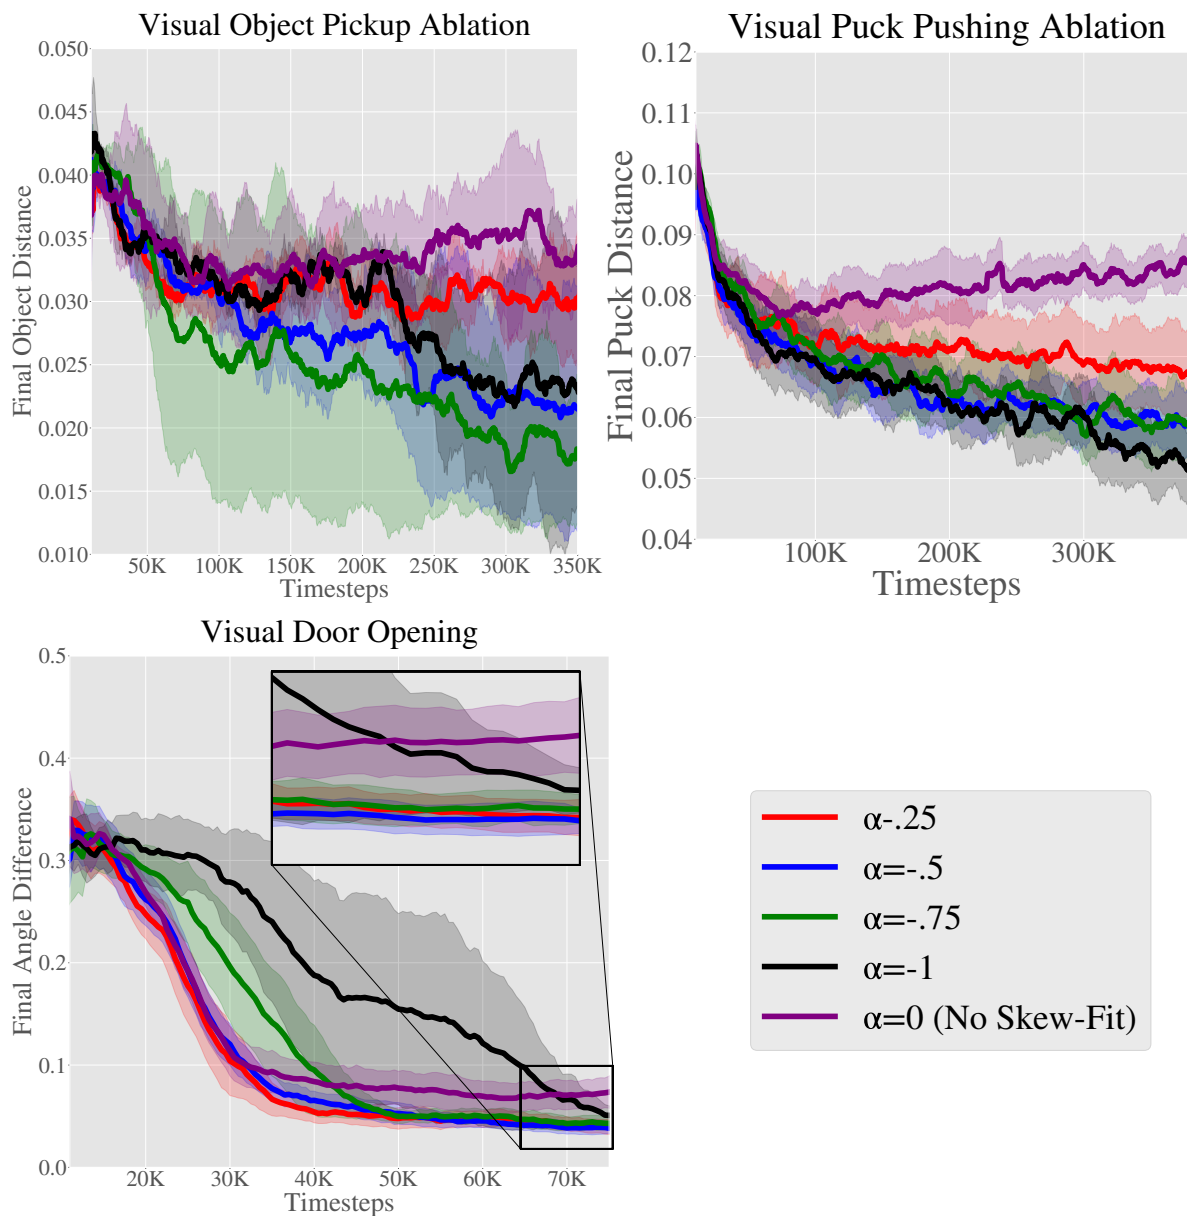 Visual Object Pickup Ablation
0.050
0.045
0.040
0.035
0.030
0.025
0.020
0.015
0.010
Final Object Distance
50K 100K 150K 200K 250K 300K 350K
Timesteps
Visual Puck Pushing Ablation
0.12
0.11
0.10
0.09
0.08
0.07
0.06
0.05
0.04
Final Puck Distance
100K 200K 300K
Timesteps
Visual Door Opening
0.5
0.4
0.3
0.2
0.1
0.0
Final Angle Difference
20K 30K 40K 50K 60K 70K
Timesteps
α-.25
α=-.5
α=-.75
α=-1
α=0 (No Skew-Fit)